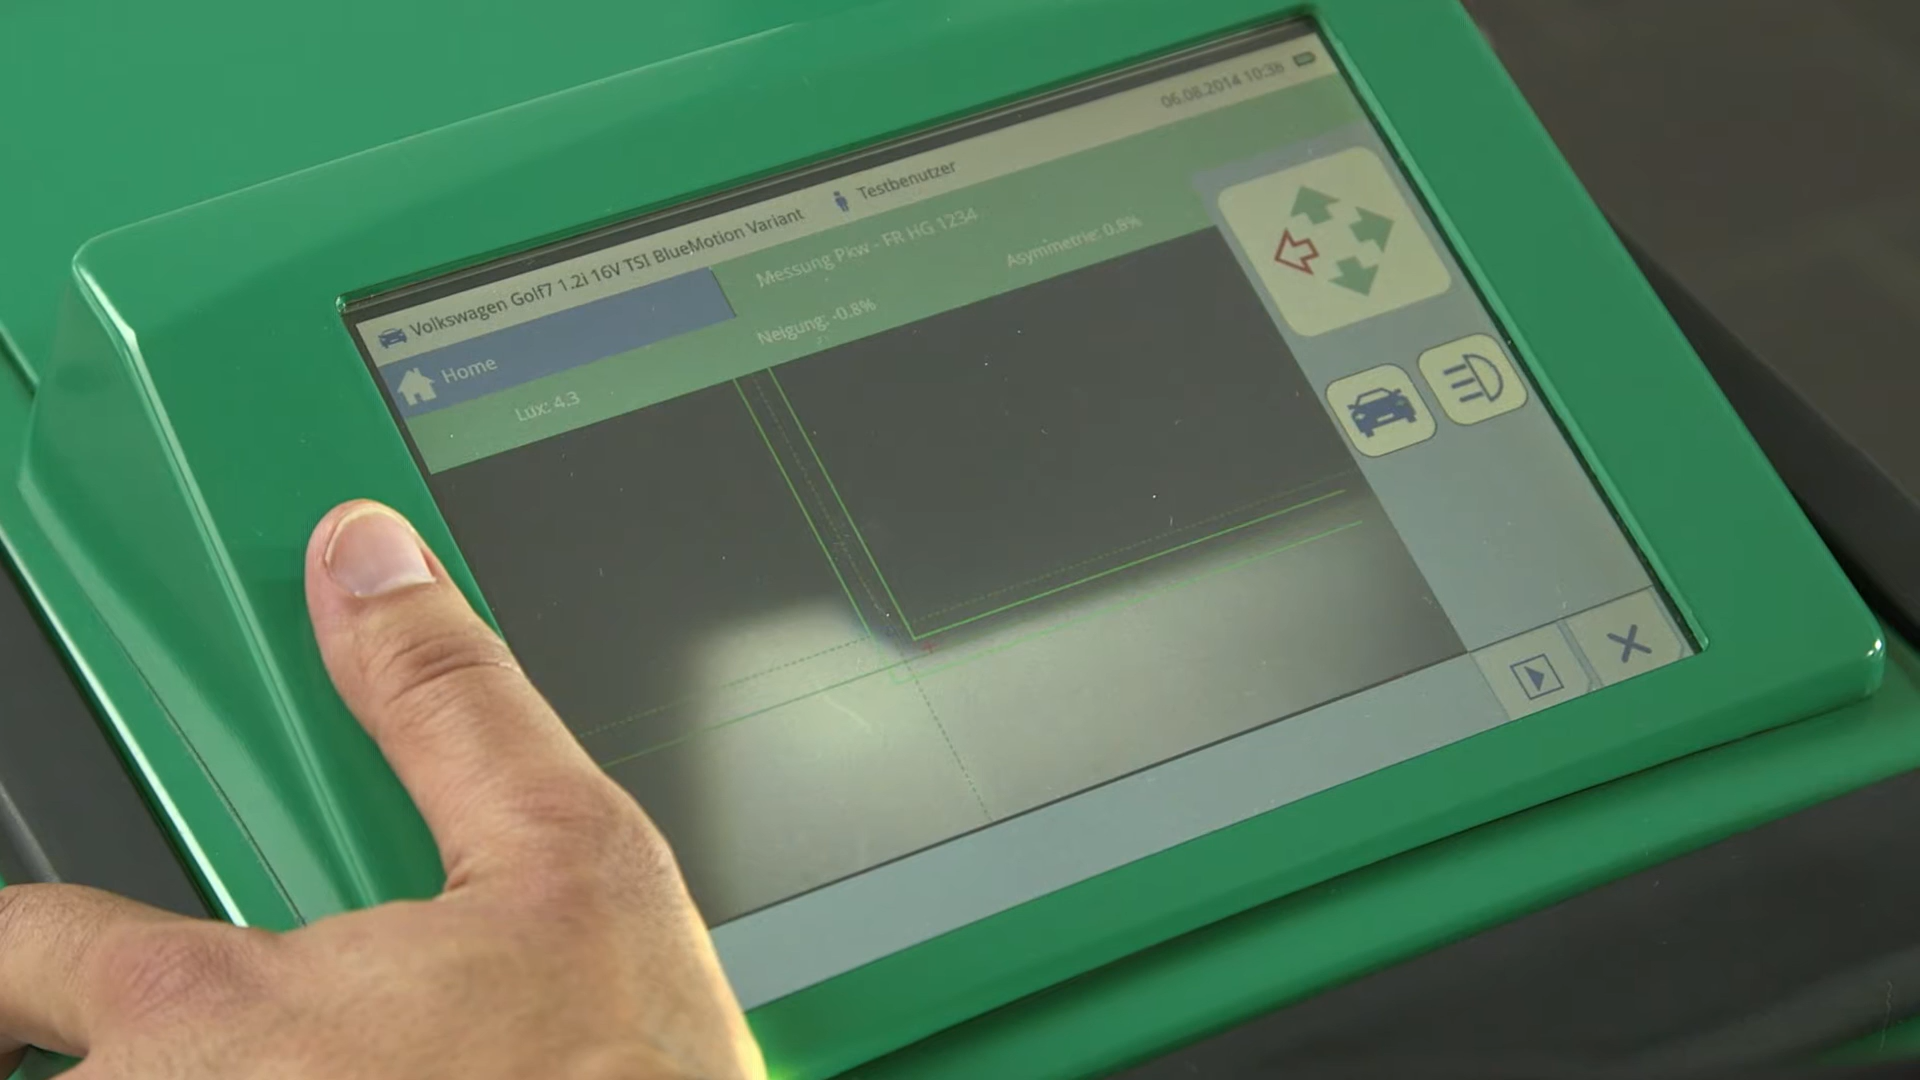 06.08.2014 10:38
Volkswagen Golf7 1.2i 16V TSI BlueMotion Variant
Testbenutzer
Home
Messung Pkw - FR HG 1234
Lux: 4.3
Neigung: -0.8%
Asymmetrie: 0.8%